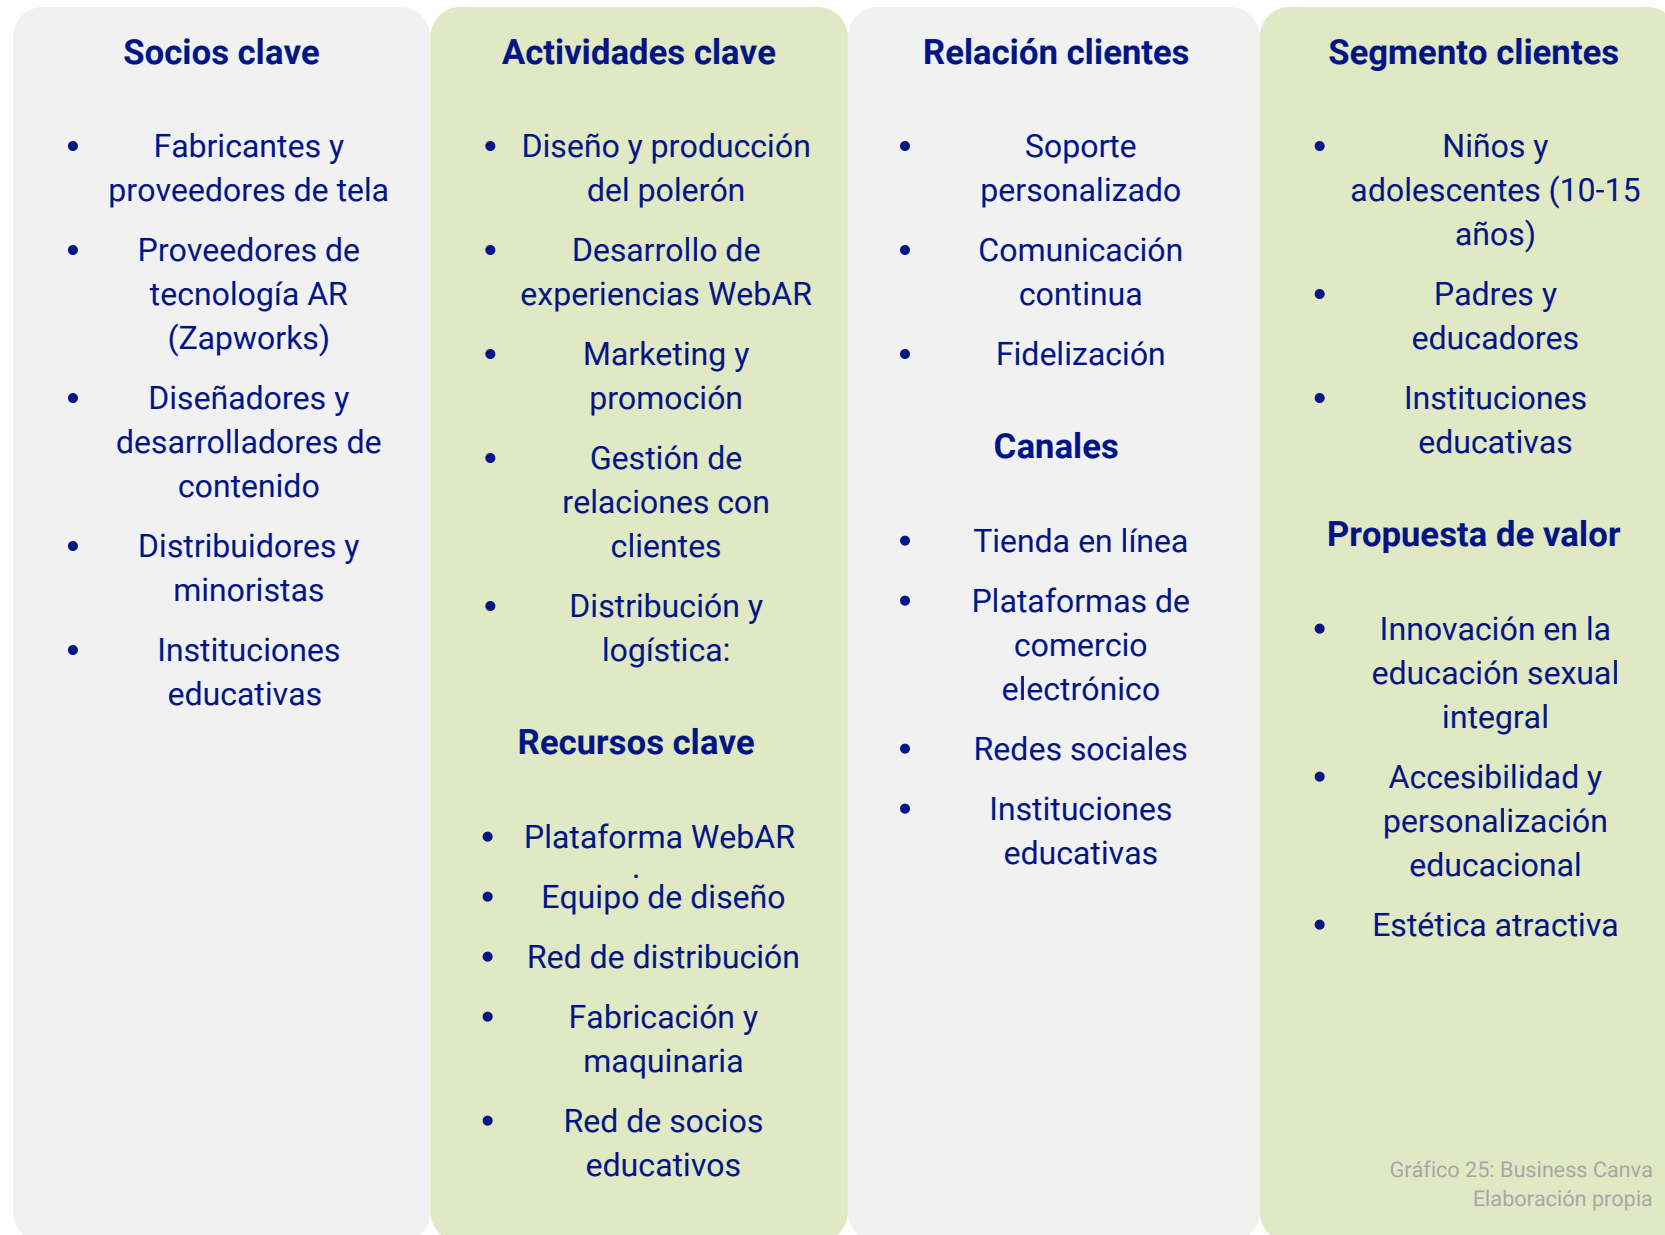 Socios clave
• Fabricantes y
proveedores de tela
• Proveedores de
tecnología AR
(Zapworks)
• Diseñadores y
desarrolladores de
contenido
• Distribuidores y
minoristas
• Instituciones
educativas
Actividades clave
• Diseño y producción
del polerón
• Desarrollo de
experiencias WebAR
• Marketing y
promoción
• Gestión de
relaciones con
clientes
• Distribución y
logística:
Recursos clave
• Plataforma WebAR
.
• Equipo de diseño
• Red de distribución
• Fabricación y
maquinaria
• Red de socios
educativos
Relación clientes
• Soporte
personalizado
• Comunicación
continua
• Fidelización
Canales
• Tienda en línea
• Plataformas de
comercio
electrónico
• Redes sociales
• Instituciones
educativas
Segmento clientes
• Niños y
adolescentes (10-15
años)
• Padres y
educadores
• Instituciones
educativas
Propuesta de valor
• Innovación en la
educación sexual
integral
• Accesibilidad y
personalización
educacional
• Estética atractiva
Gráfico 25: Business Canva
Elaboración propia